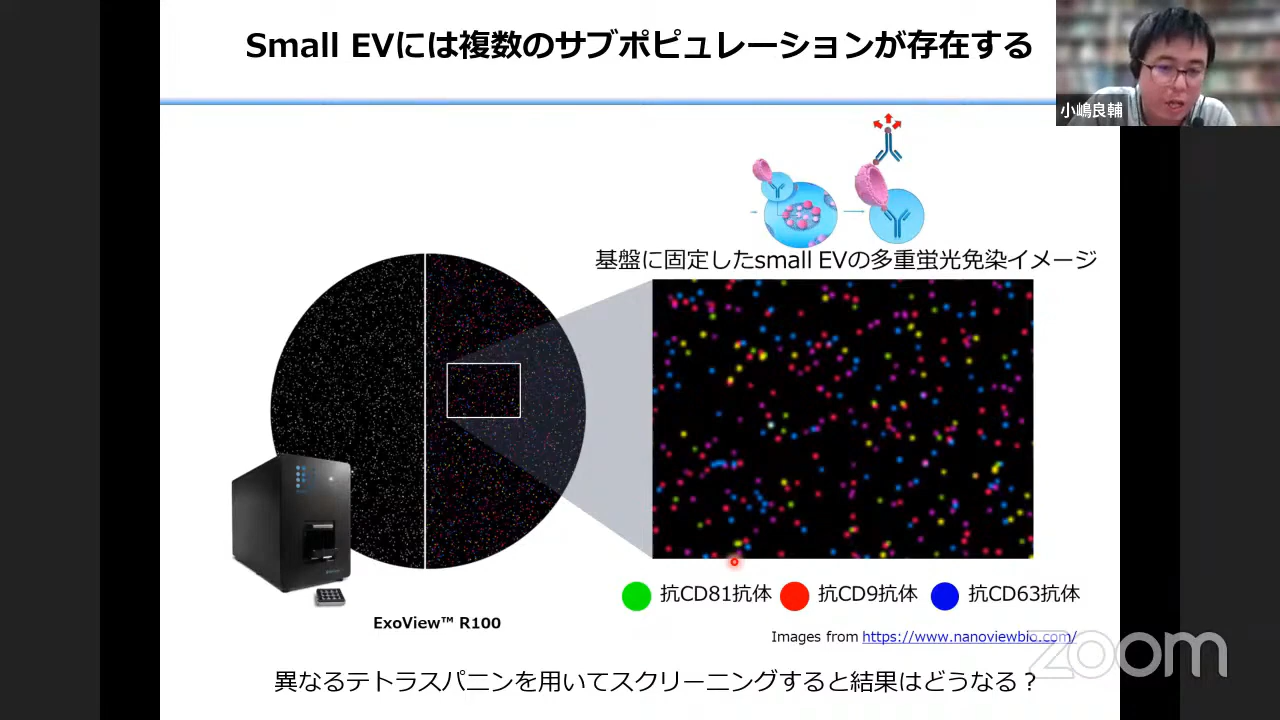 Small EVには複数のサブポピュレーションが存在する
小嶋良輔
基盤に固定したsmall EVの多重蛍光免染イメージ
抗CD81抗体
抗CD9抗体
抗CD63抗体
ExoView™ R100
Images from https://www.nanoviewbio.com/
zoom
異なるテトラスパニンを用いてスクリーニングすると結果はどうなる？